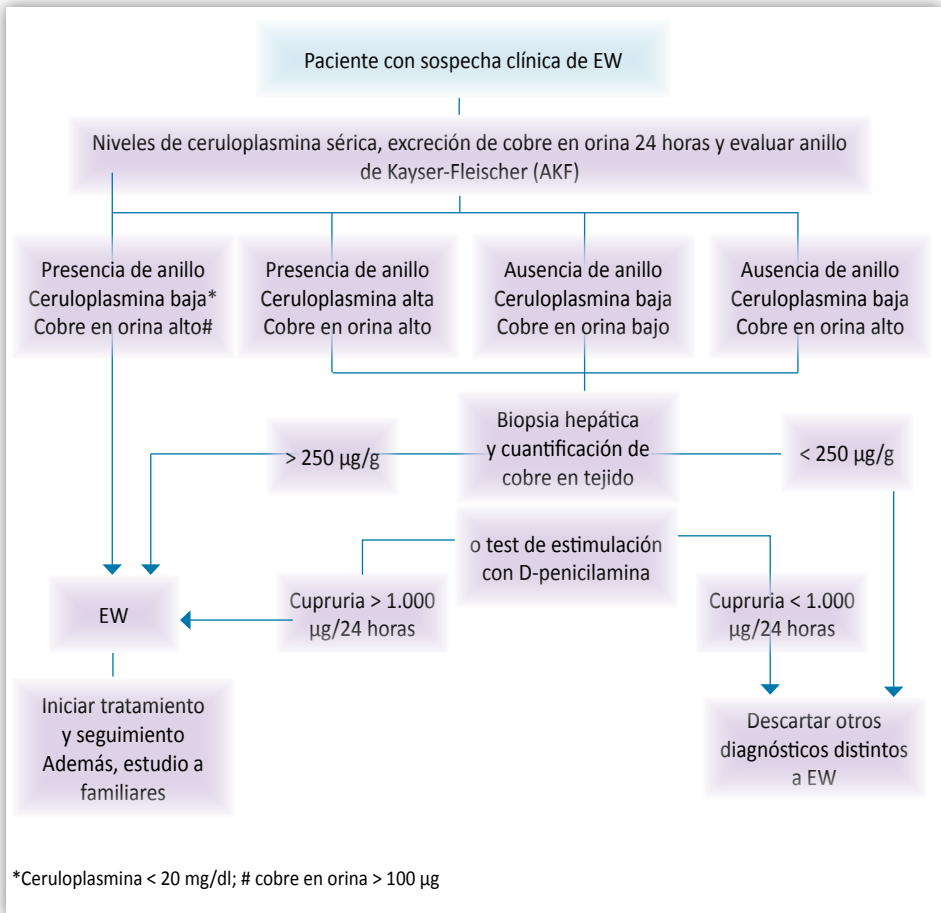 Paciente con sospecha clínica de EW
Niveles de ceruloplasmina sérica, excreción de cobre en orina 24 horas y evaluar anillo
de Kayser-Fleischer (AKF)
Presencia de anillo
Ceruloplasmina baja*
Cobre en orina alto#
Presencia de anillo
Ceruloplasmina alta
Cobre en orina alto
Ausencia de anillo
Ceruloplasmina baja
Cobre en orina bajo
Ausencia de anillo
Ceruloplasmina baja
Cobre en orina alto
Biopsia hepática
y cuantificación de
cobre en tejido
> 250 µg/g
< 250 µg/g
o test de estimulación
con D-penicilamina
Cupruria > 1.000
µg/24 horas
Cupruria < 1.000
µg/24 horas
EW
Iniciar tratamiento
y seguimiento
Además, estudio a
familiares
Descartar otros
diagnósticos distintos
a EW
*Ceruloplasmina < 20 mg/dl; # cobre en orina > 100 µg